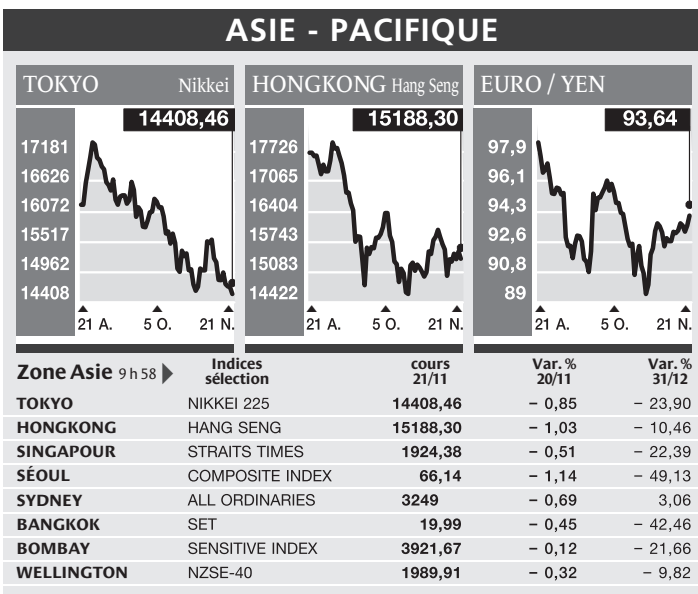 ASIE - PACIFIQUE
TOKYO Nikkei
14408,46
17181
16626
16072
15517
14962
14408
21 A. 5 O. 21 N.
HONGKONG Hang Seng
15188,30
17726
17065
16404
15743
15083
14422
21 A. 5 O. 21 N.
EURO / YEN
93,64
97,9
96,1
94,3
92,6
90,8
89
21 A. 5 O. 21 N.
Zone Asie 9 h 58 Indices sélection cours 21/11 Var. % 20/11 Var. % 31/12
TOKYO NIKKEI 225 14408,46 – 0,85 – 23,90
HONGKONG HANG SENG 15188,30 – 1,03 – 10,46
SINGAPOUR STRAITS TIMES 1924,38 – 0,51 – 22,39
SÉOUL COMPOSITE INDEX 66,14 – 1,14 – 49,13
SYDNEY ALL ORDINARIES 3249 – 0,69 3,06
BANGKOK SET 19,99 – 0,45 – 42,46
BOMBAY SENSITIVE INDEX 3921,67 – 0,12 – 21,66
WELLINGTON NZSE-40 1989,91 – 0,32 – 9,82